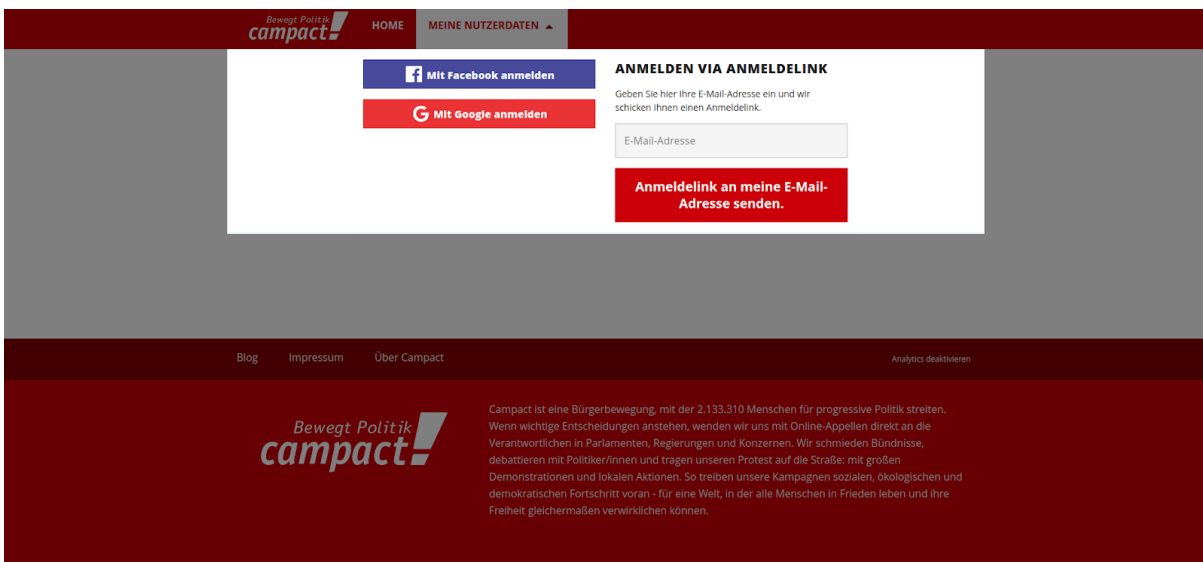 Bewegt Politik
campact!
HOME
MEINE NUTZERDATEN
Mit Facebook anmelden
Mit Google anmelden
ANMELDEN VIA ANMELDELINK
Geben Sie hier Ihre E-Mail-Adresse ein und wir
schicken Ihnen einen Anmeldelink.
E-Mail-Adresse
Anmeldelink an meine E-Mail-
Adresse senden.
Blog
Impressum
Über Campact
Analytics deaktivieren
Bewegt Politik
campact!
Campact ist eine Bürgerbewegung, mit der 2.133.310 Menschen für progressive Politik streiten.
Wenn wichtige Entscheidungen anstehen, wenden wir uns mit Online-Appellen direkt an die
Verantwortlichen in Parlamenten, Regierungen und Konzernen. Wir schmieden Bündnisse,
debattieren mit Politiker/innen und tragen unseren Protest auf die Straße: mit großen
Demonstrationen und lokalen Aktionen. So treiben unsere Kampagnen sozialen, ökologischen und
demokratischen Fortschritt voran - für eine Welt, in der alle Menschen in Frieden leben und ihre
Freiheit gleichermaßen verwirklichen können.